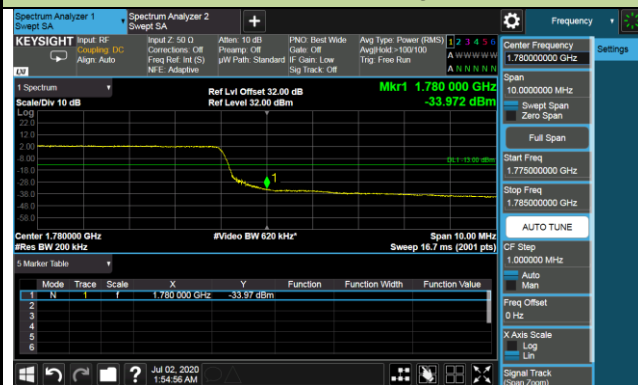 Spectrum Analyzer 1
Swept SA
Spectrum Analyzer 2
Swept SA
+
Frequency
KEYSIGHT
Input: RF
Coupling: DC
Align: Auto
Input Z: 50 Ω
Corrections: Off
Freq Ref: Int (S)
NFE: Adaptive
Atten: 10 dB
Preamp: Off
µW Path: Standard
PNO: Best Wide
Gate: Off
IF Gain: Low
Sig Track: Off
Avg Type: Power (RMS)
Avg|Hold:>100/100
Trig: Free Run
1 2 3 4 5 6
A W W W W W
A N N N N N
LXI
Center Frequency
1.780000000 GHz
Settings
Span
10.0000000 MHz
Swept Span
Zero Span
Full Span
Start Freq
1.775000000 GHz
Stop Freq
1.785000000 GHz
AUTO TUNE
CF Step
1.000000 MHz
Auto
Man
Freq Offset
0 Hz
X Axis Scale
Log
Lin
Signal Track
(Span Zoom)
1 Spectrum
Scale/Div 10 dB
Ref Lvl Offset 32.00 dB
Ref Level 32.00 dBm
Mkr1 1.780 000 GHz
-33.972 dBm
Log
22.0
12.0
2.00
-8.00
-18.0
-28.0
-38.0
-48.0
-58.0
DL1 -13.00 dBm
1
Center 1.780000 GHz
#Res BW 200 kHz
#Video BW 620 kHz*
Span 10.00 MHz
Sweep 16.7 ms (2001 pts)
5 Marker Table
Mode Trace Scale X Y Function Function Width Function Value
1 N 1 f 1.780 000 GHz -33.97 dBm
2
3
4
5
6
?
Jul 02, 2020
1:54:56 AM